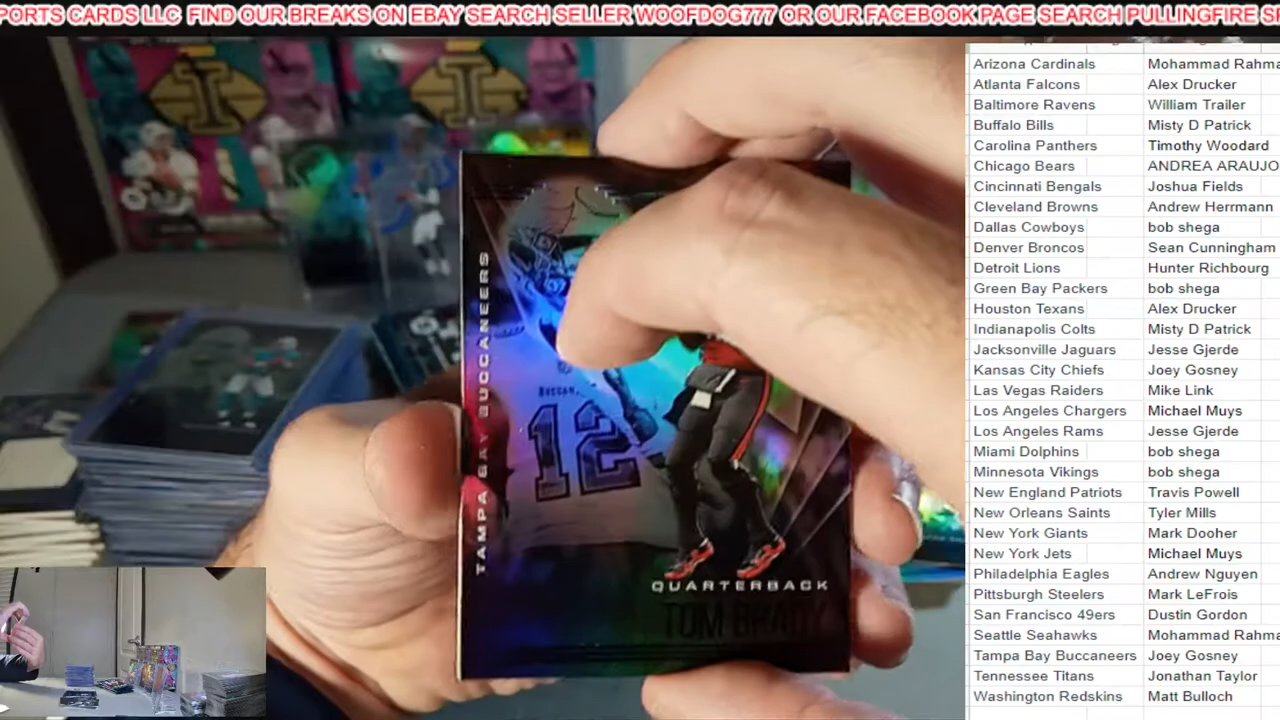 PORTS CARDS LLC FIND OUR BREAKS ON EBAY SEARCH SELLER WOOFDOG777 OR OUR FACEBOOK PAGE SEARCH PULLINGFIRE SP
Arizona Cardinals Mohammad Rahma
Atlanta Falcons Alex Drucker
Baltimore Ravens William Trailer
Buffalo Bills Misty D Patrick
Carolina Panthers Timothy Woodard
Chicago Bears ANDREA ARAUJO
Cincinnati Bengals Joshua Fields
Cleveland Browns Andrew Herrmann
Dallas Cowboys bob shega
Denver Broncos Sean Cunningham
Detroit Lions Hunter Richbourg
Green Bay Packers bob shega
Houston Texans Alex Drucker
Indianapolis Colts Misty D Patrick
Jacksonville Jaguars Jesse Gjerde
Kansas City Chiefs Joey Gosney
Las Vegas Raiders Mike Link
Los Angeles Chargers Michael Muys
Los Angeles Rams Jesse Gjerde
Miami Dolphins bob shega
Minnesota Vikings bob shega
New England Patriots Travis Powell
New Orleans Saints Tyler Mills
New York Giants Mark Dooher
New York Jets Michael Muys
Philadelphia Eagles Andrew Nguyen
Pittsburgh Steelers Mark LeFrois
San Francisco 49ers Dustin Gordon
Seattle Seahawks Mohammad Rahma
Tampa Bay Buccaneers Joey Gosney
Tennessee Titans Jonathan Taylor
Washington Redskins Matt Bulloch
TAMPA BAY BUCCANEERS
BUCCAN
12
QUARTERBACK
TOM BRADY